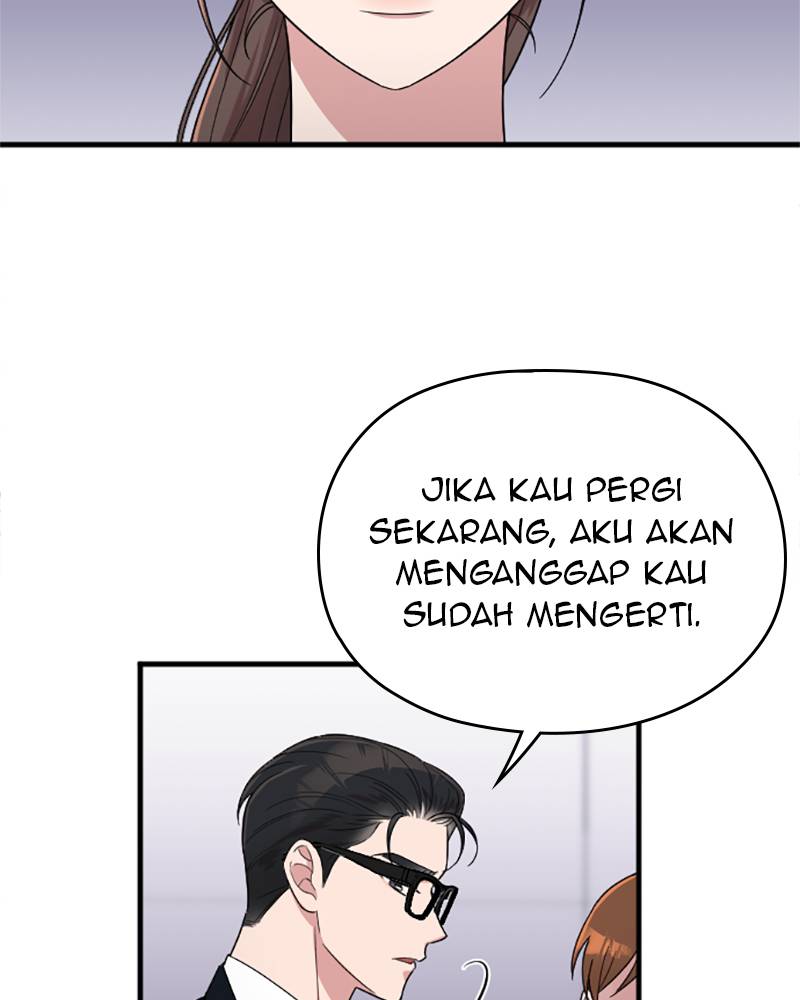 JIKA KAU PERGI
SEKARANG, AKU AKAN
MENGANGGAP KAU
SUDAH MENGERTI.